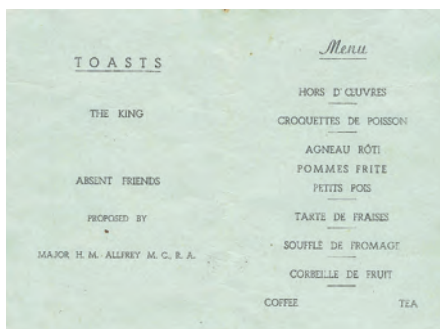 TOASTS
THE KING
ABSENT FRIENDS
PROPOSED BY
MAJOR H. M. ALLFREY M. C., R. A.
Menu
HORS D'ŒUVRES
CROQUETTES DE POISSON
AGNEAU RÔTI
POMMES FRITE
PETITS POIS
TARTE DE FRAISES
SOUFFLÉ DE FROMAGE
CORBEILLE DE FRUIT
COFFEE TEA